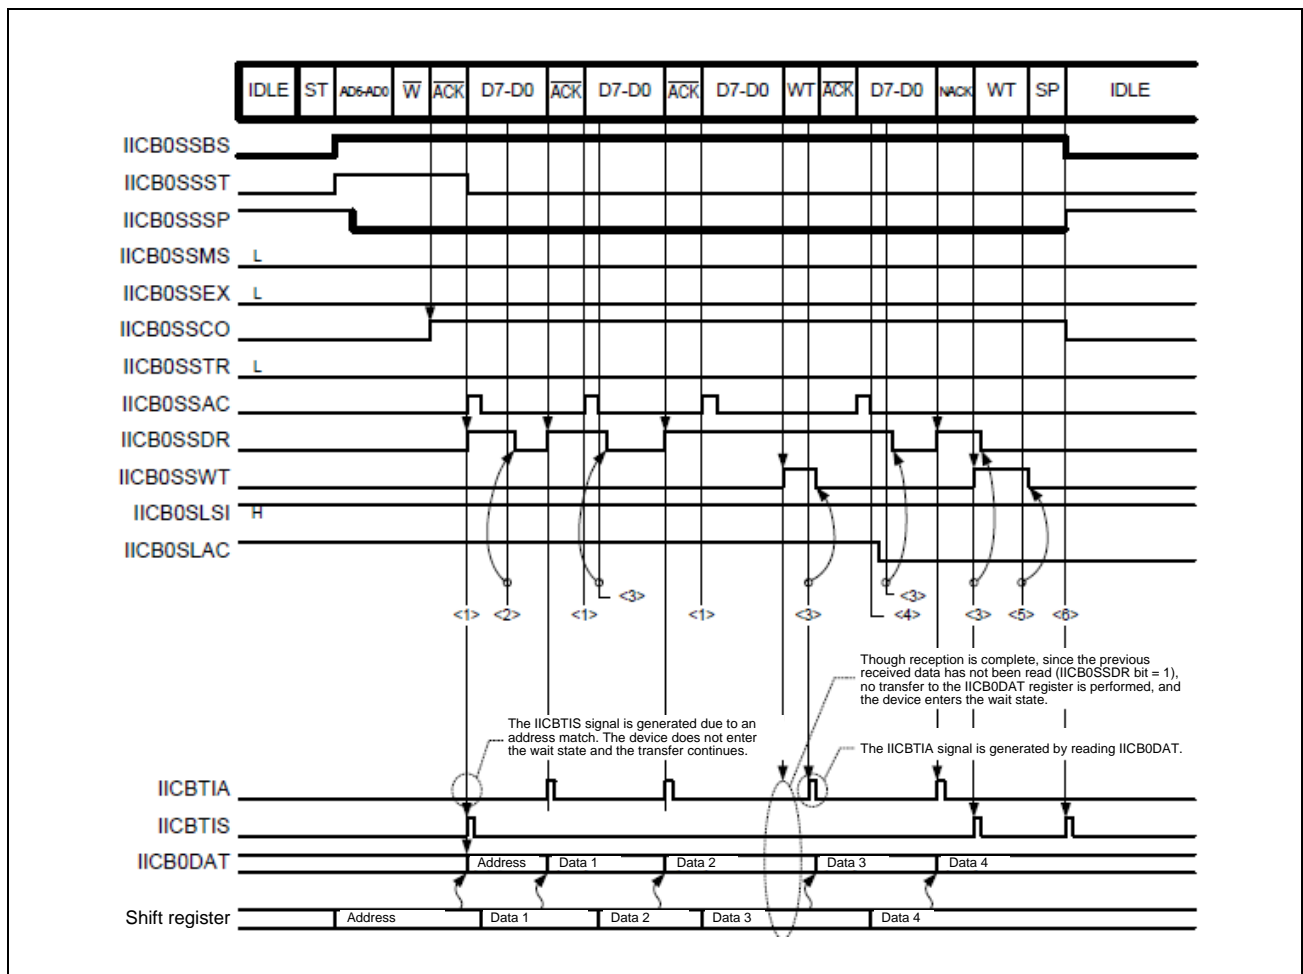 IDLE ST AD6-AD0 W ACK D7-D0 ACK D7-D0 ACK D7-D0 WT ACK D7-D0 NACK WT SP IDLE
IICB0SSBS
IICB0SSST
IICB0SSSP
IICB0SSMS L
IICB0SSEX L
IICB0SSCO
IICB0SSTR L
IICB0SSAC
IICB0SSDR
IICB0SSWT
IICB0SLSI H
IICB0SLAC
<3> <3>
<1> <2> <1> <1> <3> <4> <3> <5> <6>
Though reception is complete, since the previous
received data has not been read (IICB0SSDR bit = 1),
no transfer to the IICB0DAT register is performed, and
the device enters the wait state.
The IICBTIS signal is generated due to an
address match. The device does not enter
the wait state and the transfer continues.
The IICBTIA signal is generated by reading IICB0DAT.
IICBTIA
IICBTIS
IICB0DAT Address Data 1 Data 2 Data 3 Data 4
Shift register Address Data 1 Data 2 Data 3 Data 4